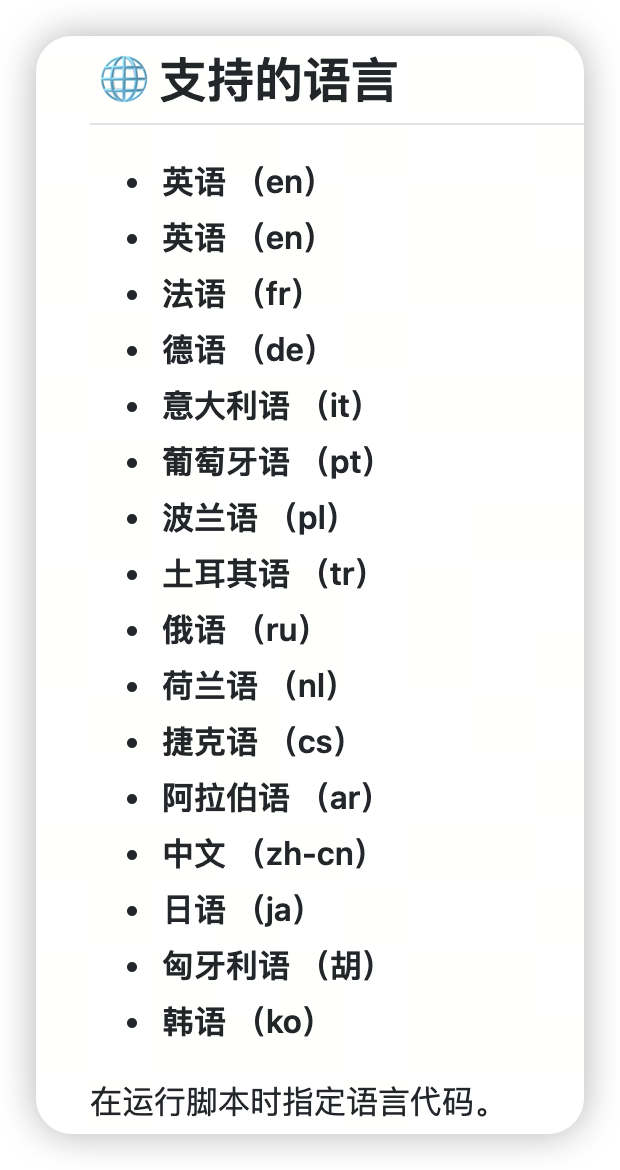 🌐 支持的语言
• 英语 （en）
• 英语 （en）
• 法语 （fr）
• 德语 （de）
• 意大利语 （it）
• 葡萄牙语 （pt）
• 波兰语 （pl）
• 土耳其语 （tr）
• 俄语 （ru）
• 荷兰语 （nl）
• 捷克语 （cs）
• 阿拉伯语 （ar）
• 中文 （zh-cn）
• 日语 （ja）
• 匈牙利语 （胡）
• 韩语 （ko）
在运行脚本时指定语言代码。